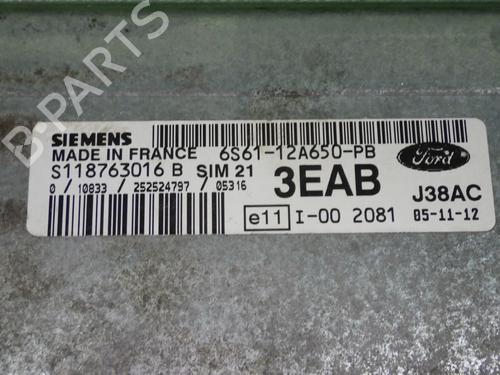 SIEMENS
MADE IN FRANCE 6S61-12A650-PB
S118763016 B SIM 21 3EAB Ford J38AC
0 / 10833 / 252524797 / 05316
e11 I-00 2081 05-11-12
B-PARTS